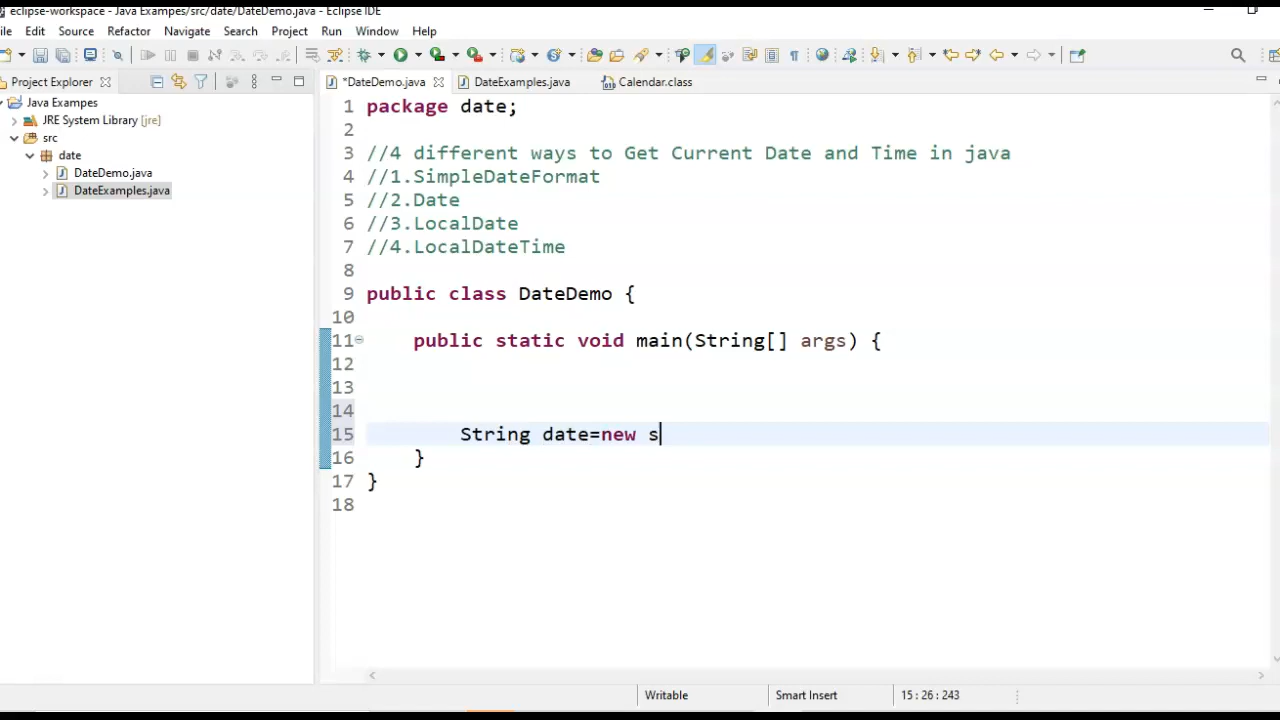 eclipse-workspace - Java Exampes/src/date/DateDemo.java - Eclipse IDE
ile Edit Source Refactor Navigate Search Project Run Window Help
Project Explorer
*DateDemo.java DateExamples.java Calendar.class
Java Exampes
JRE System Library [jre]
src
date
DateDemo.java
DateExamples.java
1 package date;
2
3 //4 different ways to Get Current Date and Time in java
4 //1.SimpleDateFormat
5 //2.Date
6 //3.LocalDate
7 //4.LocalDateTime
8
9 public class DateDemo {
10
11 public static void main(String[] args) {
12
13
14
15 String date=new s
16 }
17 }
18
Writable Smart Insert 15 : 26 : 243